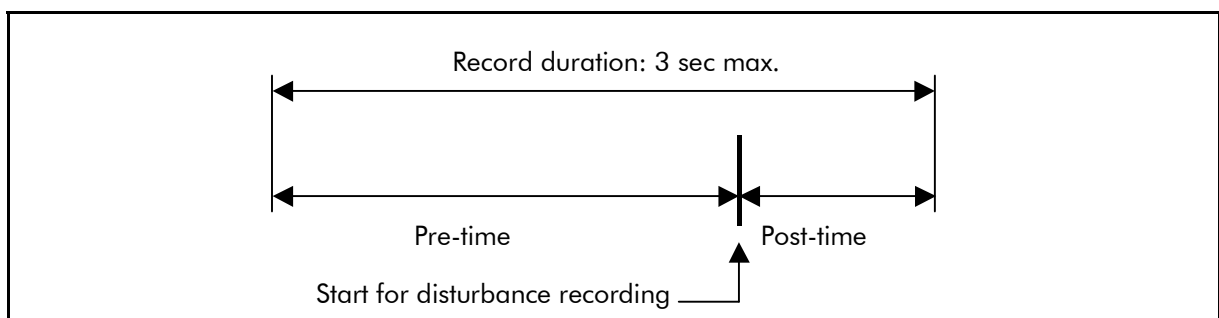 Record duration: 3 sec max.
Pre-time
Post-time
Start for disturbance recording